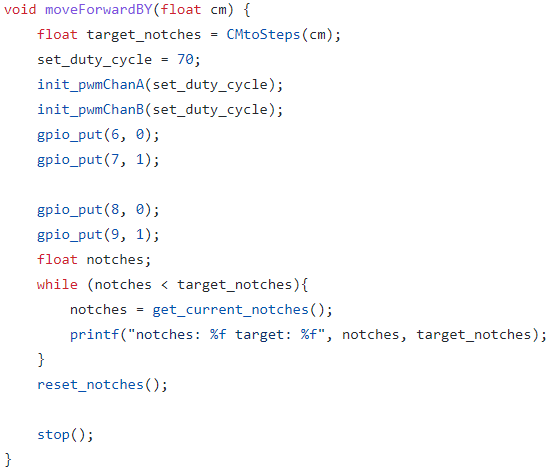 void moveForwardBY(float cm) {
    float target_notches = CMtoSteps(cm);
    set_duty_cycle = 70;
    init_pwmChanA(set_duty_cycle);
    init_pwmChanB(set_duty_cycle);
    gpio_put(6, 0);
    gpio_put(7, 1);

    gpio_put(8, 0);
    gpio_put(9, 1);
    float notches;
    while (notches < target_notches){
        notches = get_current_notches();
        printf("notches: %f target: %f", notches, target_notches);
    }
    reset_notches();

    stop();
}